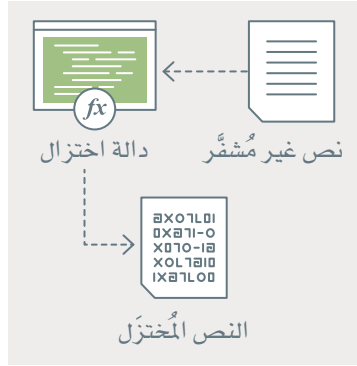 نص غير مُشفَّر
دالة اختزال
fx
النص المُختزَل